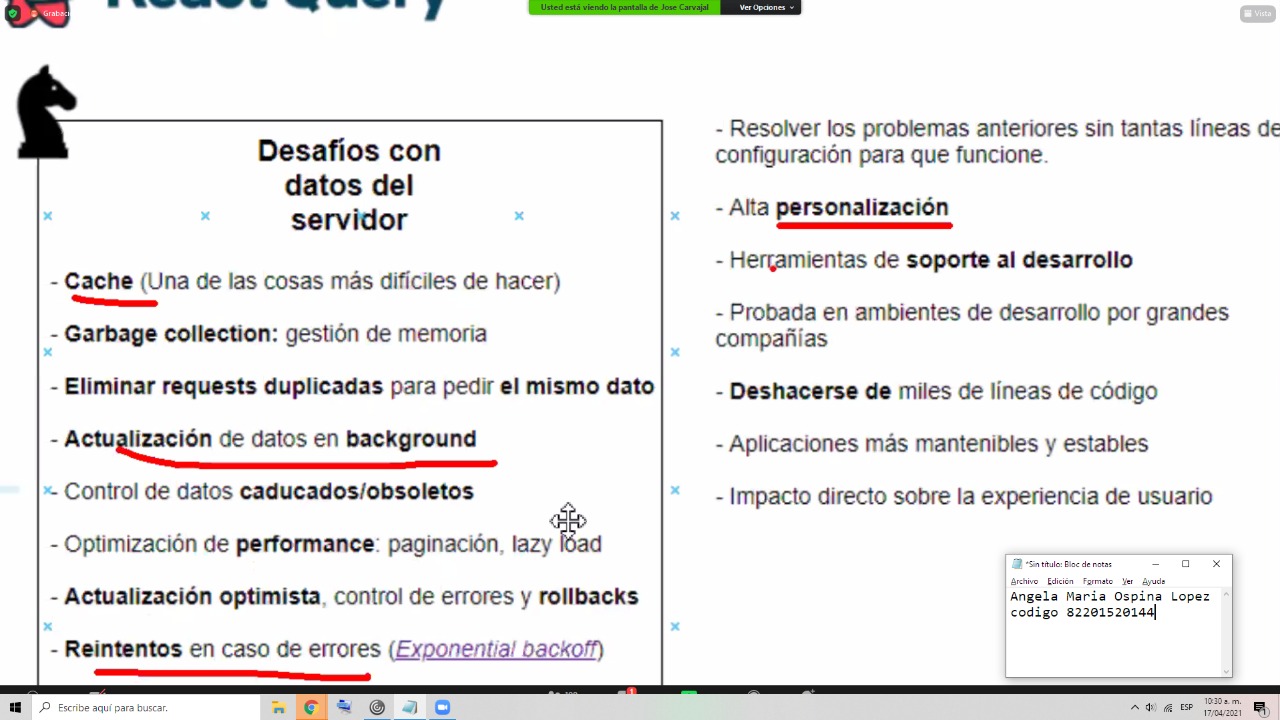 React Query
Grabaci
Usted está viendo la pantalla de Jose Carvajal
Ver Opciones
Vista
Desafíos con
datos del
servidor
- Cache (Una de las cosas más difíciles de hacer)
- Garbage collection: gestión de memoria
- Eliminar requests duplicadas para pedir el mismo dato
- Actualización de datos en background
- Control de datos caducados/obsoletos
- Optimización de performance: paginación, lazy load
- Actualización optimista, control de errores y rollbacks
- Reintentos en caso de errores (Exponential backoff)
- Resolver los problemas anteriores sin tantas líneas de
configuración para que funcione.
- Alta personalización
- Herramientas de soporte al desarrollo
- Probada en ambientes de desarrollo por grandes
compañías
- Deshacerse de miles de líneas de código
- Aplicaciones más mantenibles y estables
- Impacto directo sobre la experiencia de usuario
*Sin título: Bloc de notas
Archivo Edición Formato Ver Ayuda
Angela Maria Ospina Lopez
codigo 82201520144
Escribe aquí para buscar.
ESP
10:30 a. m.
17/04/2021
1